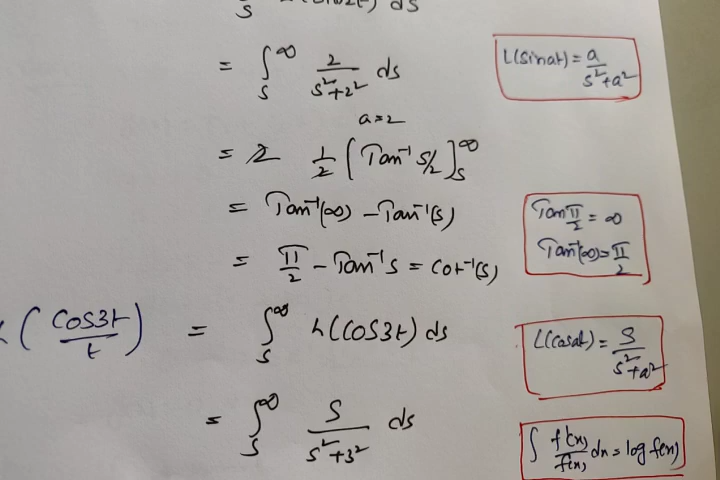 S L(sin2t) ds
= ∫_S^∞ 2/(s²+2²) ds
L(sinat) = a/(s²+a²)
a=2
= 2 1/2 [Tan⁻¹ s/2]_S^∞
= Tan⁻¹(∞) – Tan⁻¹(s)
Tan π/2 = ∞
Tan⁻¹(∞) = π/2
= π/2 – Tan⁻¹ s = Cot⁻¹(s)
L(cos3t/t) = ∫_S^∞ L(cos3t) ds
L(cosat) = s/(s²+a²)
= ∫_S^∞ s/(s²+3²) ds
∫ f'(x)/f(x) dx = log f(x)